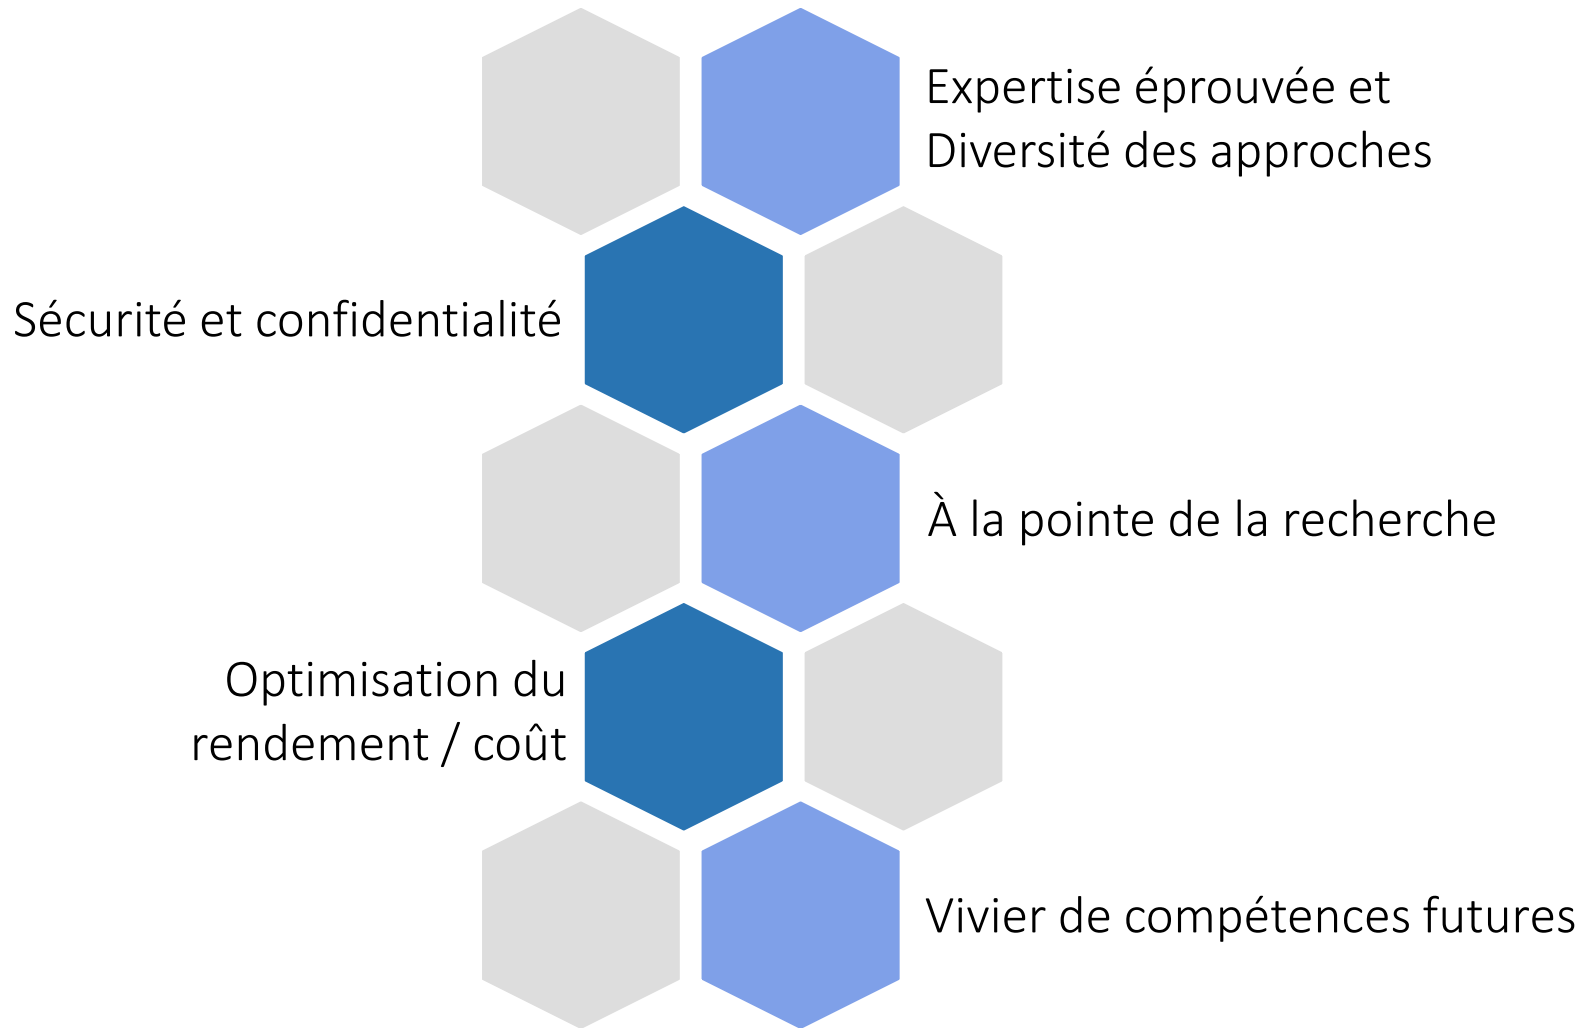 Expertise éprouvée et
Diversité des approches
Sécurité et confidentialité
À la pointe de la recherche
Optimisation du
rendement / coût
Vivier de compétences futures